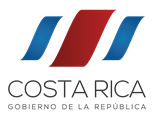 COSTA RICA
GOBIERNO DE LA REPÚBLICA